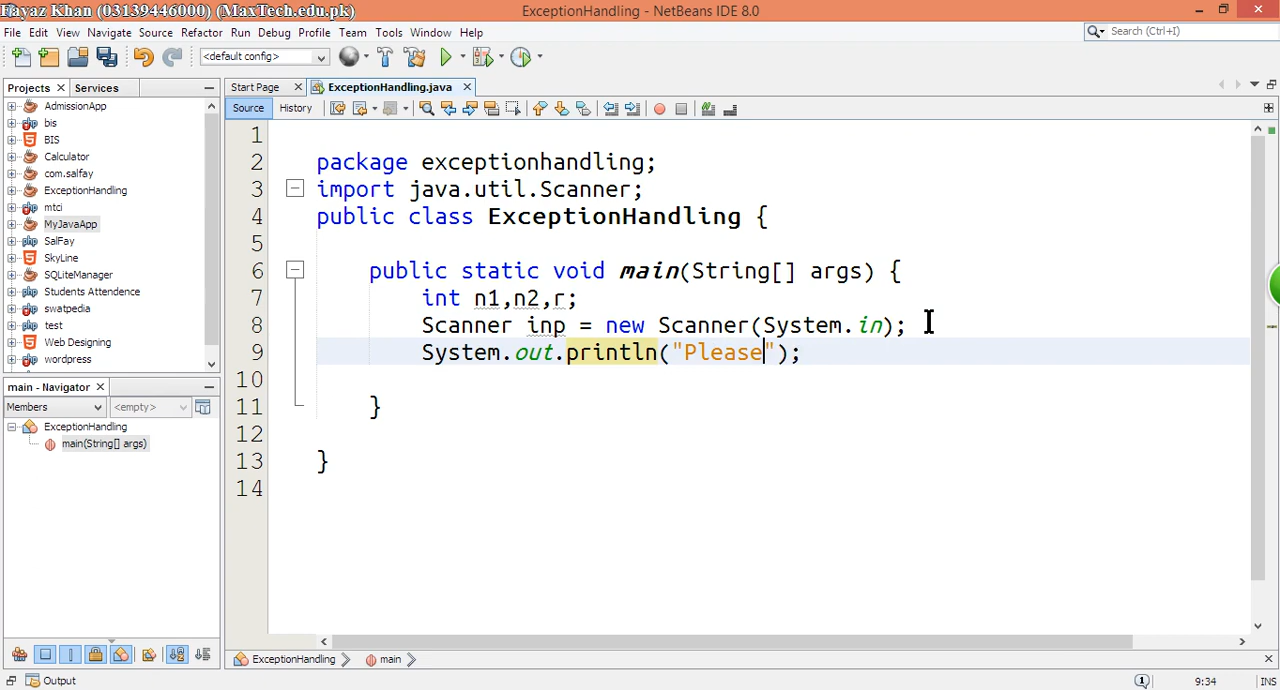 Fayaz Khan (03139446000) (MaxTech.edu.pk)
ExceptionHandling - NetBeans IDE 8.0
File Edit View Navigate Source Refactor Run Debug Profile Team Tools Window Help
Search (Ctrl+I)
<default config>
Projects Services
Start Page ExceptionHandling.java
Source History
AdmissionApp
bis
BIS
Calculator
com.salfay
ExceptionHandling
mtci
MyJavaApp
SalFay
SkyLine
SQLiteManager
Students Attendence
swatpedia
test
Web Designing
wordpress
main - Navigator
Members <empty>
ExceptionHandling
main(String[] args)
1
2 package exceptionhandling;
3 import java.util.Scanner;
4 public class ExceptionHandling {
5
6 public static void main(String[] args) {
7 int n1,n2,r;
8 Scanner inp = new Scanner(System.in);
9 System.out.println("Please");
10
11 }
12
13 }
14
ExceptionHandling main
Output
1
9:34 INS